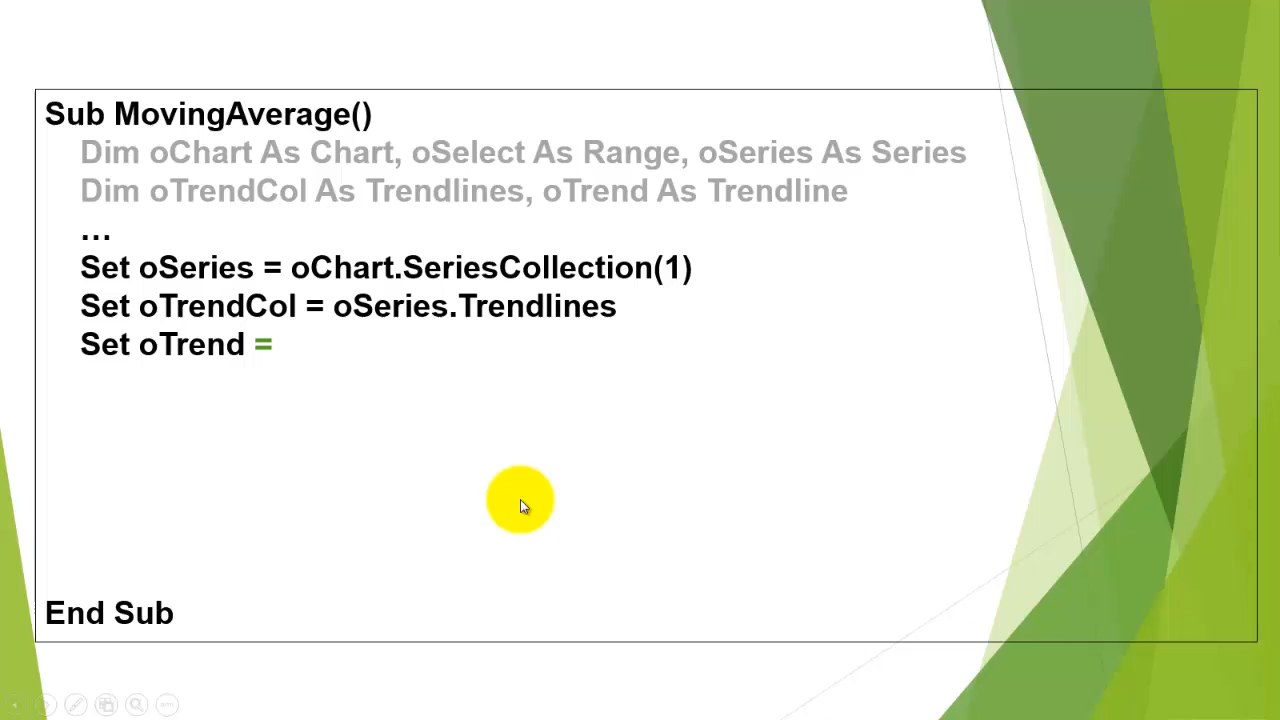 Sub MovingAverage()
Dim oChart As Chart, oSelect As Range, oSeries As Series
Dim oTrendCol As Trendlines, oTrend As Trendline
…
Set oSeries = oChart.SeriesCollection(1)
Set oTrendCol = oSeries.Trendlines
Set oTrend =
End Sub